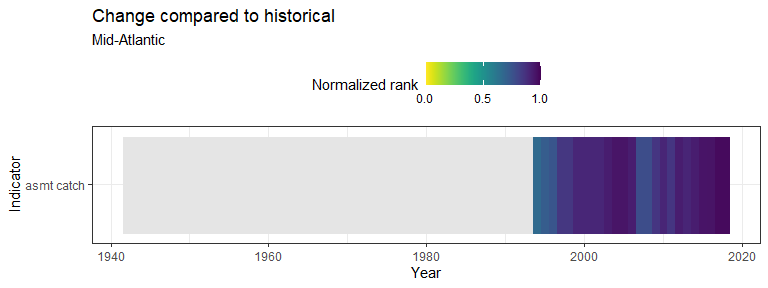 Change compared to historical
Mid-Atlantic
Normalized rank
0.0 0.5 1.0
Indicator
asmt catch
1940 1960 1980 2000 2020
Year